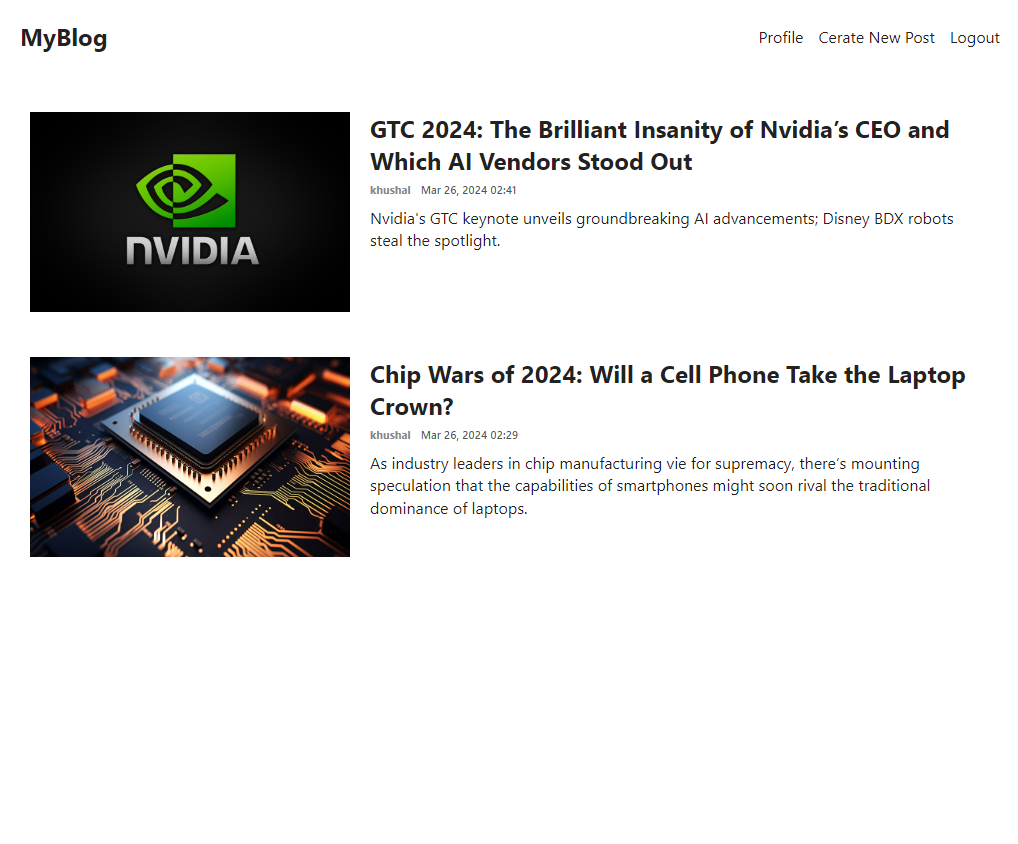 MyBlog
Profile Cerate New Post Logout
NVIDIA
GTC 2024: The Brilliant Insanity of Nvidia’s CEO and
Which AI Vendors Stood Out
khushal Mar 26, 2024 02:41
Nvidia's GTC keynote unveils groundbreaking AI advancements; Disney BDX robots
steal the spotlight.
Chip Wars of 2024: Will a Cell Phone Take the Laptop
Crown?
khushal Mar 26, 2024 02:29
As industry leaders in chip manufacturing vie for supremacy, there’s mounting
speculation that the capabilities of smartphones might soon rival the traditional
dominance of laptops.